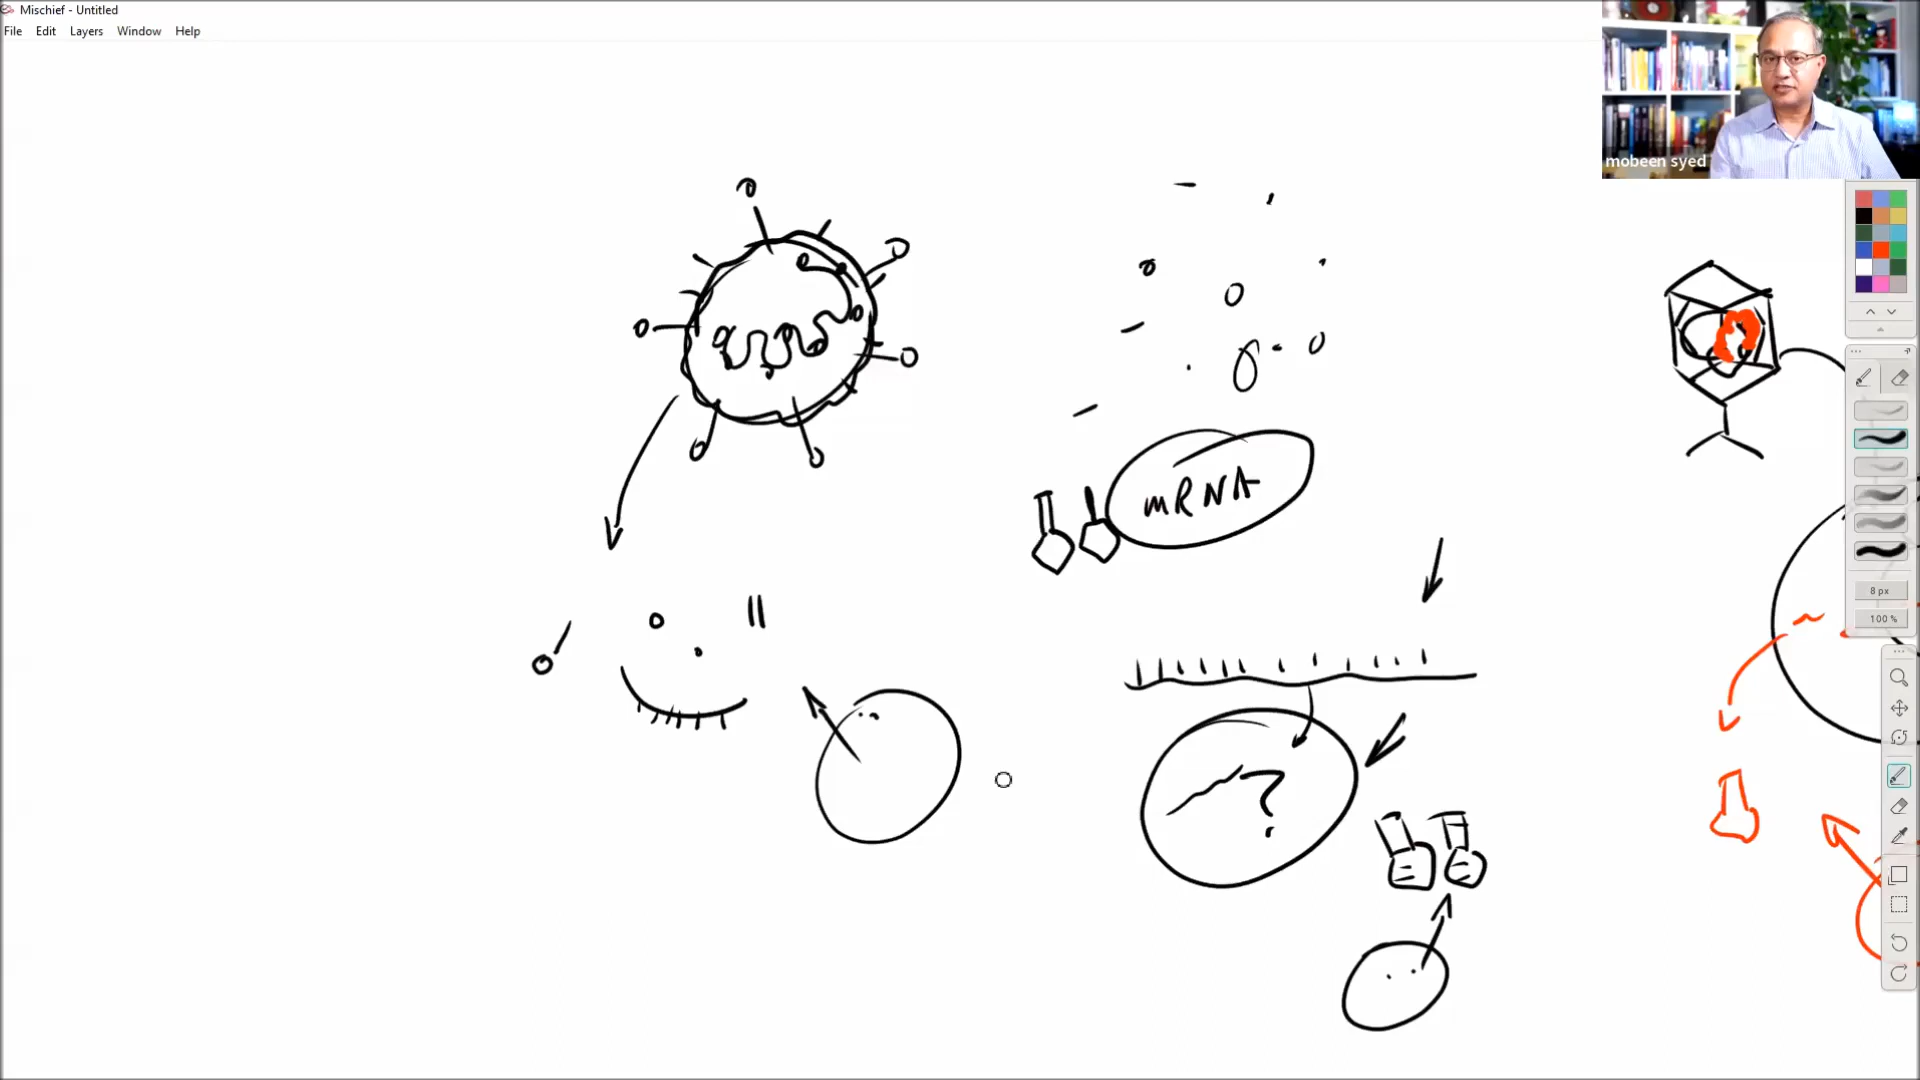 Mischief - Untitled
File Edit Layers Window Help
mobeen syed
mRNA
?
8 px
100 %